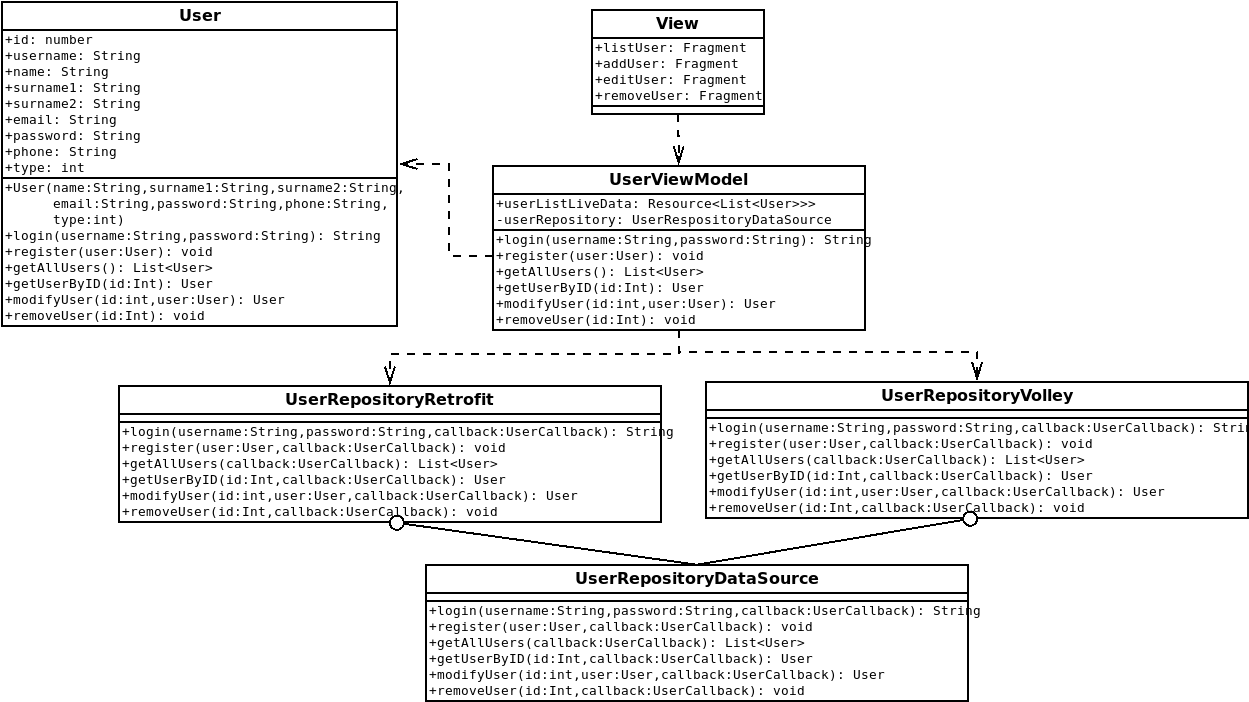 User
+id: number
+username: String
+name: String
+surname1: String
+surname2: String
+email: String
+password: String
+phone: String
+type: int
+User(name:String,surname1:String,surname2:String,
email:String,password:String,phone:String,
type:int)
+login(username:String,password:String): String
+register(user:User): void
+getAllUsers(): List<User>
+getUserByID(id:Int): User
+modifyUser(id:int,user:User): User
+removeUser(id:Int): void
View
+listUser: Fragment
+addUser: Fragment
+editUser: Fragment
+removeUser: Fragment
UserViewModel
+userListLiveData: Resource<List<User>>>
-userRepository: UserRespositoryDataSource
+login(username:String,password:String): String
+register(user:User): void
+getAllUsers(): List<User>
+getUserByID(id:Int): User
+modifyUser(id:int,user:User): User
+removeUser(id:Int): void
UserRepositoryRetrofit
+login(username:String,password:String,callback:UserCallback): String
+register(user:User,callback:UserCallback): void
+getAllUsers(callback:UserCallback): List<User>
+getUserByID(id:Int,callback:UserCallback): User
+modifyUser(id:int,user:User,callback:UserCallback): User
+removeUser(id:Int,callback:UserCallback): void
UserRepositoryVolley
+login(username:String,password:String,callback:UserCallback): Strin
+register(user:User,callback:UserCallback): void
+getAllUsers(callback:UserCallback): List<User>
+getUserByID(id:Int,callback:UserCallback): User
+modifyUser(id:int,user:User,callback:UserCallback): User
+removeUser(id:Int,callback:UserCallback): void
UserRepositoryDataSource
+login(username:String,password:String,callback:UserCallback): String
+register(user:User,callback:UserCallback): void
+getAllUsers(callback:UserCallback): List<User>
+getUserByID(id:Int,callback:UserCallback): User
+modifyUser(id:int,user:User,callback:UserCallback): User
+removeUser(id:Int,callback:UserCallback): void